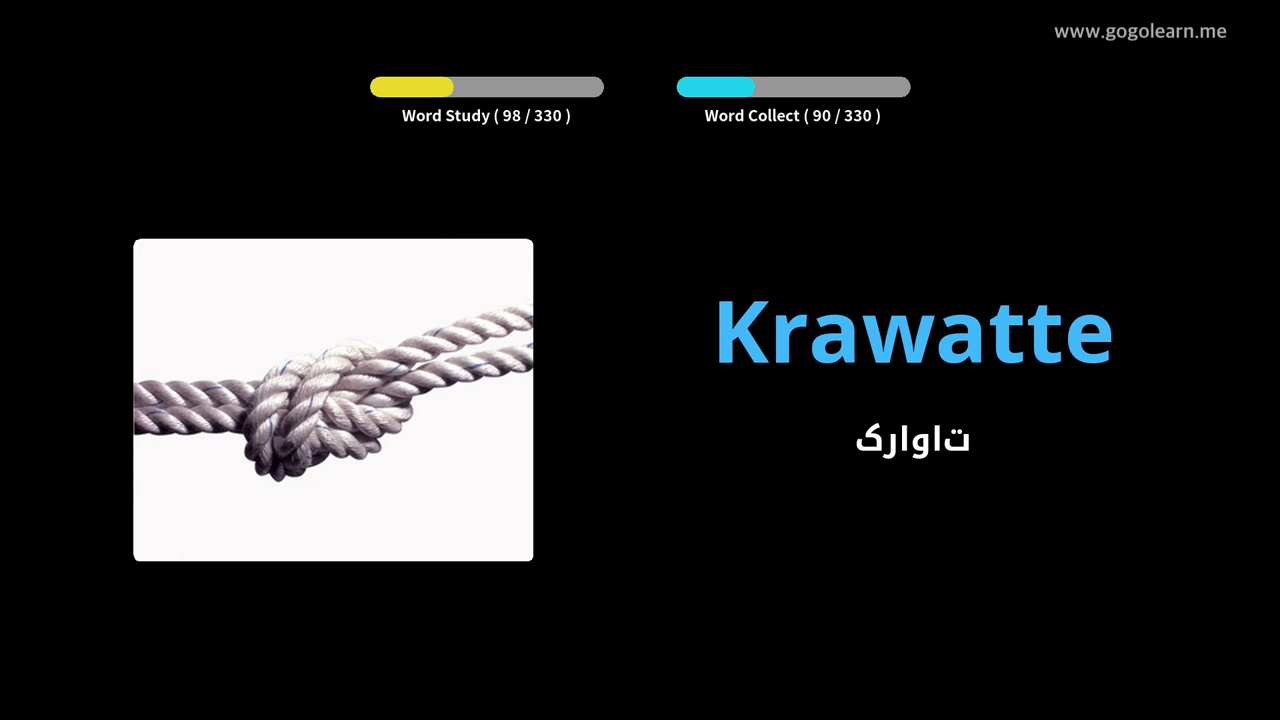 www.gogolearn.me
Word Study ( 98 / 330 )
Word Collect ( 90 / 330 )
Krawatte
تاوارک